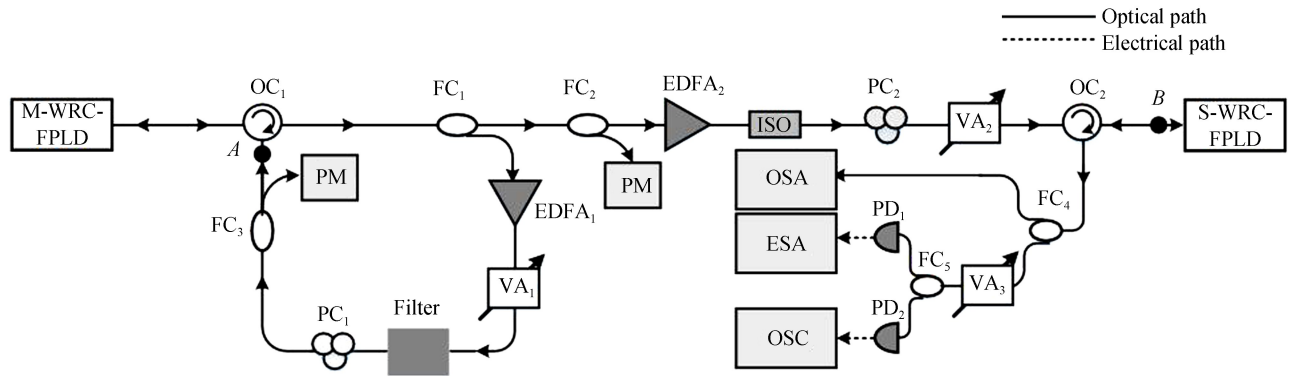 Optical path
Electrical path
M-WRC-
FPLD
OC1
A
FC1
FC2
EDFA2
PM
ISO
PC2
VA2
OC2
B
S-WRC-
FPLD
PM
FC3
EDFA1
VA1
Filter
PC1
OSA
ESA
OSC
PD1
PD2
FC5
VA3
FC4